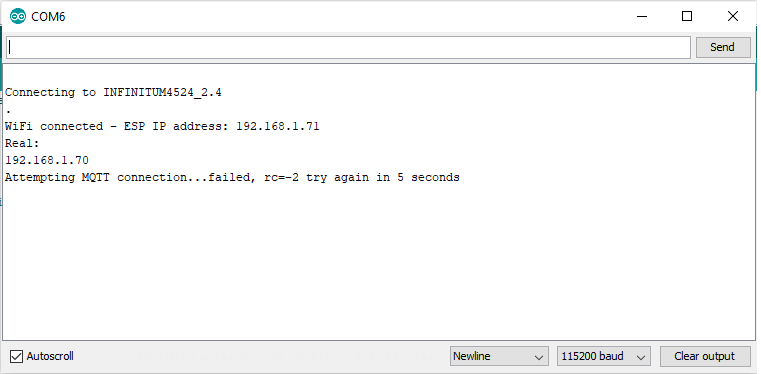 COM6
Send
Connecting to INFINITUM4524_2.4
.
WiFi connected - ESP IP address: 192.168.1.71
Real:
192.168.1.70
Attempting MQTT connection...failed, rc=-2 try again in 5 seconds
Autoscroll
Newline
115200 baud
Clear output